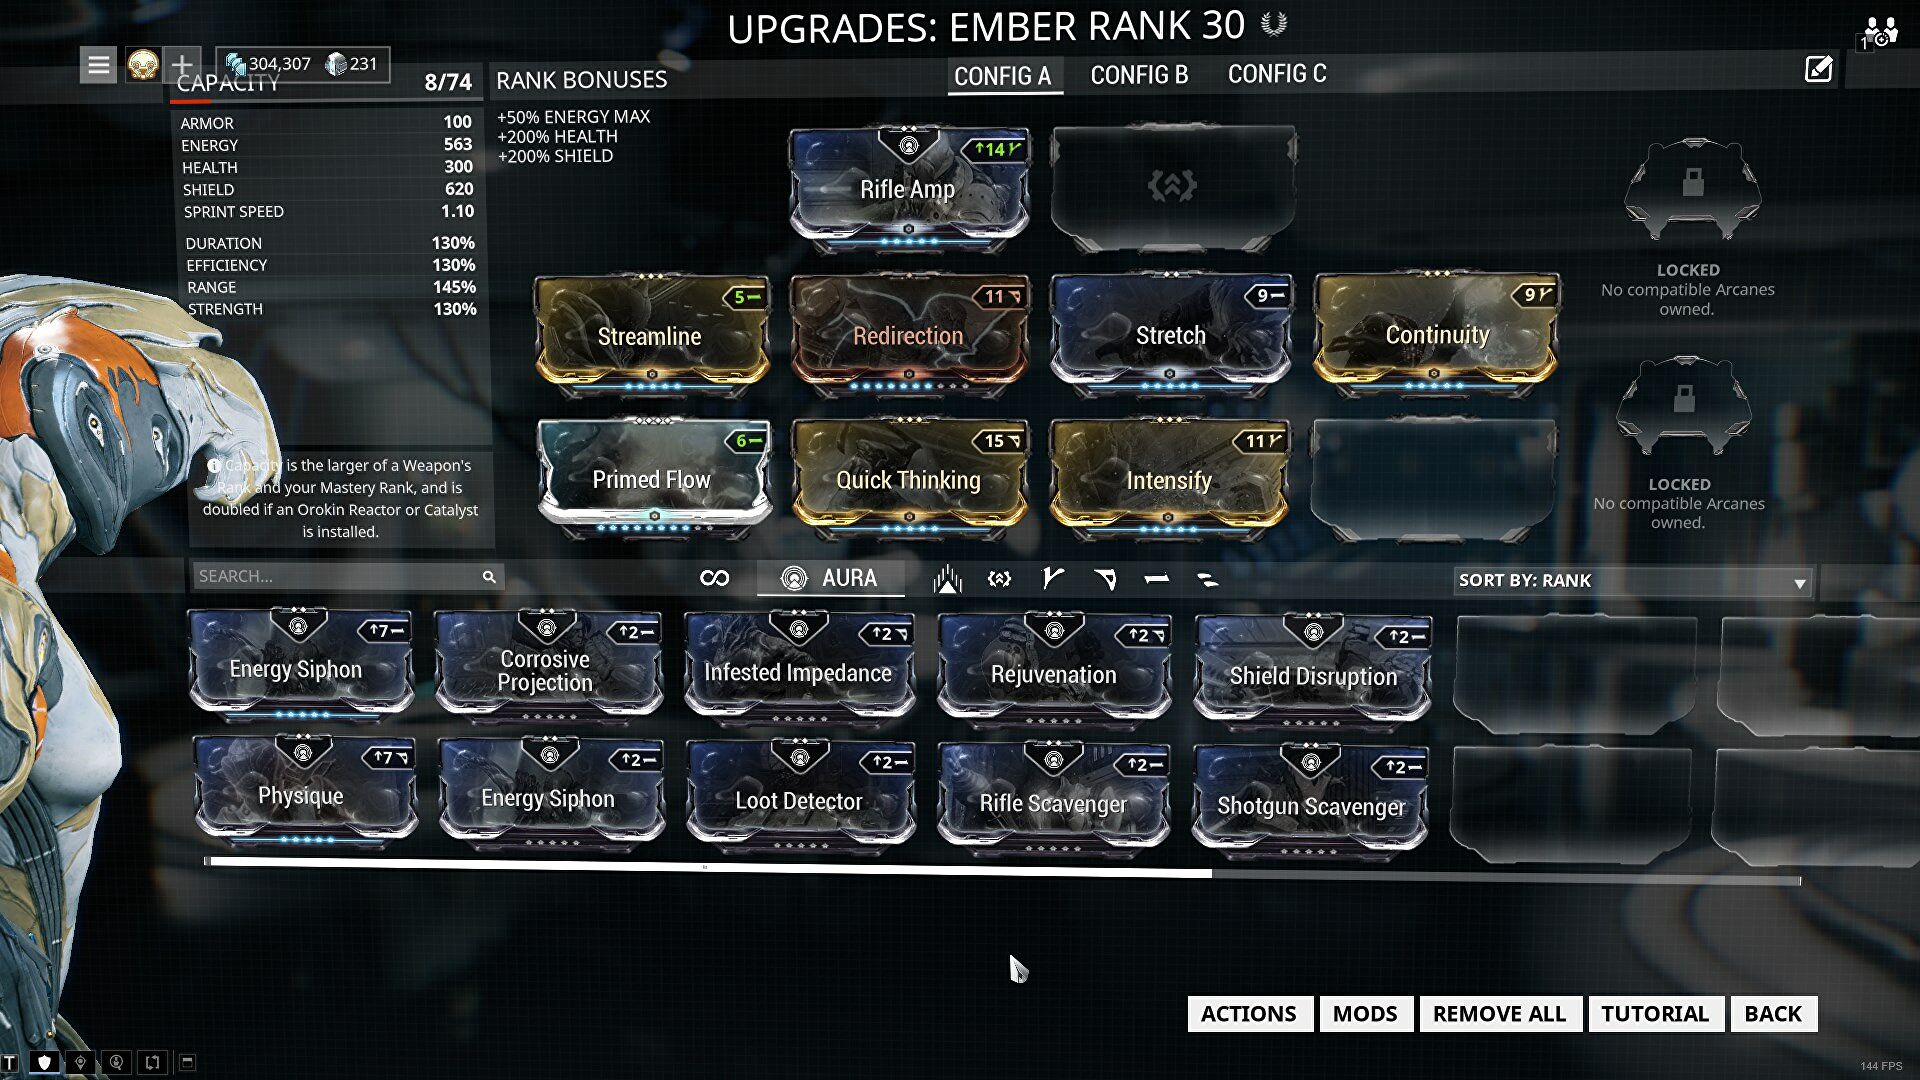 UPGRADES: EMBER RANK 30
1
304,307
231
CAPACITY 8/74
RANK BONUSES
CONFIG A
CONFIG B
CONFIG C
ARMOR 100
ENERGY 563
HEALTH 300
SHIELD 620
SPRINT SPEED 1.10
DURATION 130%
EFFICIENCY 130%
RANGE 145%
STRENGTH 130%
+50% ENERGY MAX
+200% HEALTH
+200% SHIELD
14
Rifle Amp
LOCKED
No compatible Arcanes
owned.
5
Streamline
11
Redirection
9
Stretch
9
Continuity
6
Primed Flow
15
Quick Thinking
11
Intensify
LOCKED
No compatible Arcanes
owned.
Capacity is the larger of a Weapon's
Rank and your Mastery Rank, and is
doubled if an Orokin Reactor or Catalyst
is installed.
SEARCH...
AURA
SORT BY: RANK
7
Energy Siphon
2
Corrosive
Projection
2
Infested Impedance
2
Rejuvenation
2
Shield Disruption
7
Physique
2
Energy Siphon
2
Loot Detector
2
Rifle Scavenger
2
Shotgun Scavenger
ACTIONS
MODS
REMOVE ALL
TUTORIAL
BACK
T
144 FPS